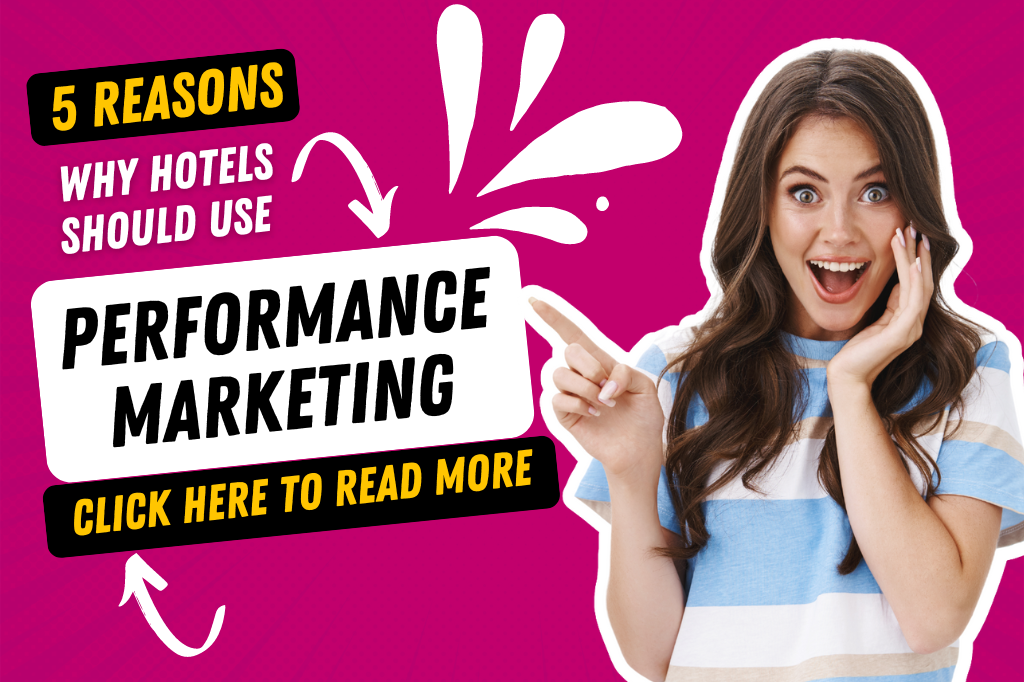 5 REASONS
WHY HOTELS
SHOULD USE
PERFORMANCE
MARKETING
CLICK HERE TO READ MORE